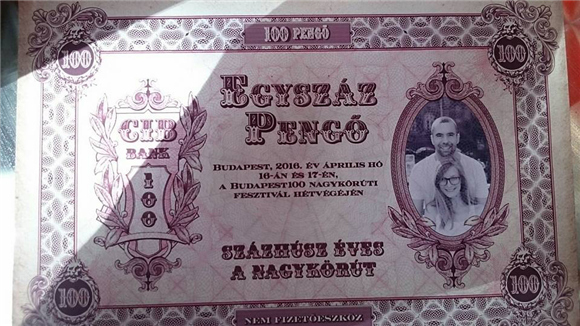 100 PENGŐ
100
100
EGYSZÁZ
PENGŐ
CIB
BANK
100
BUDAPEST, 2016. ÉV ÁPRILIS HÓ
16-ÁN ÉS 17-ÉN,
A BUDAPEST100 NAGYKÖRÚTI
FESZTIVÁL HÉTVÉGÉJÉN
SZÁZHÚSZ ÉVES
A NAGYKÖRÚT
100
100
NEM FIZETŐESZKÖZ